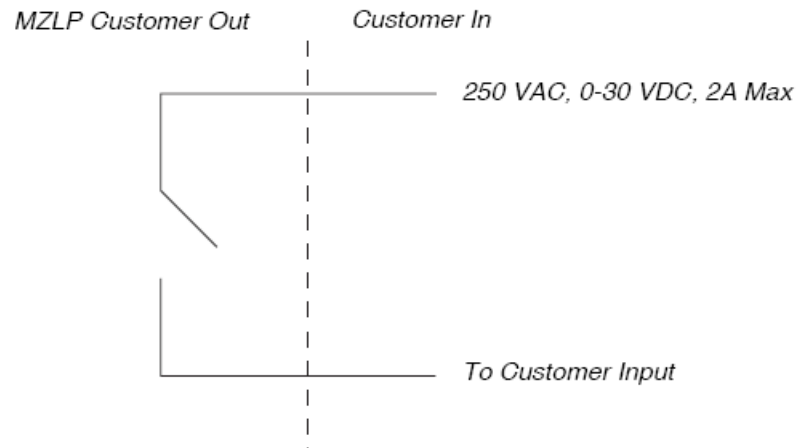 MZLP Customer Out
Customer In
250 VAC, 0-30 VDC, 2A Max
To Customer Input